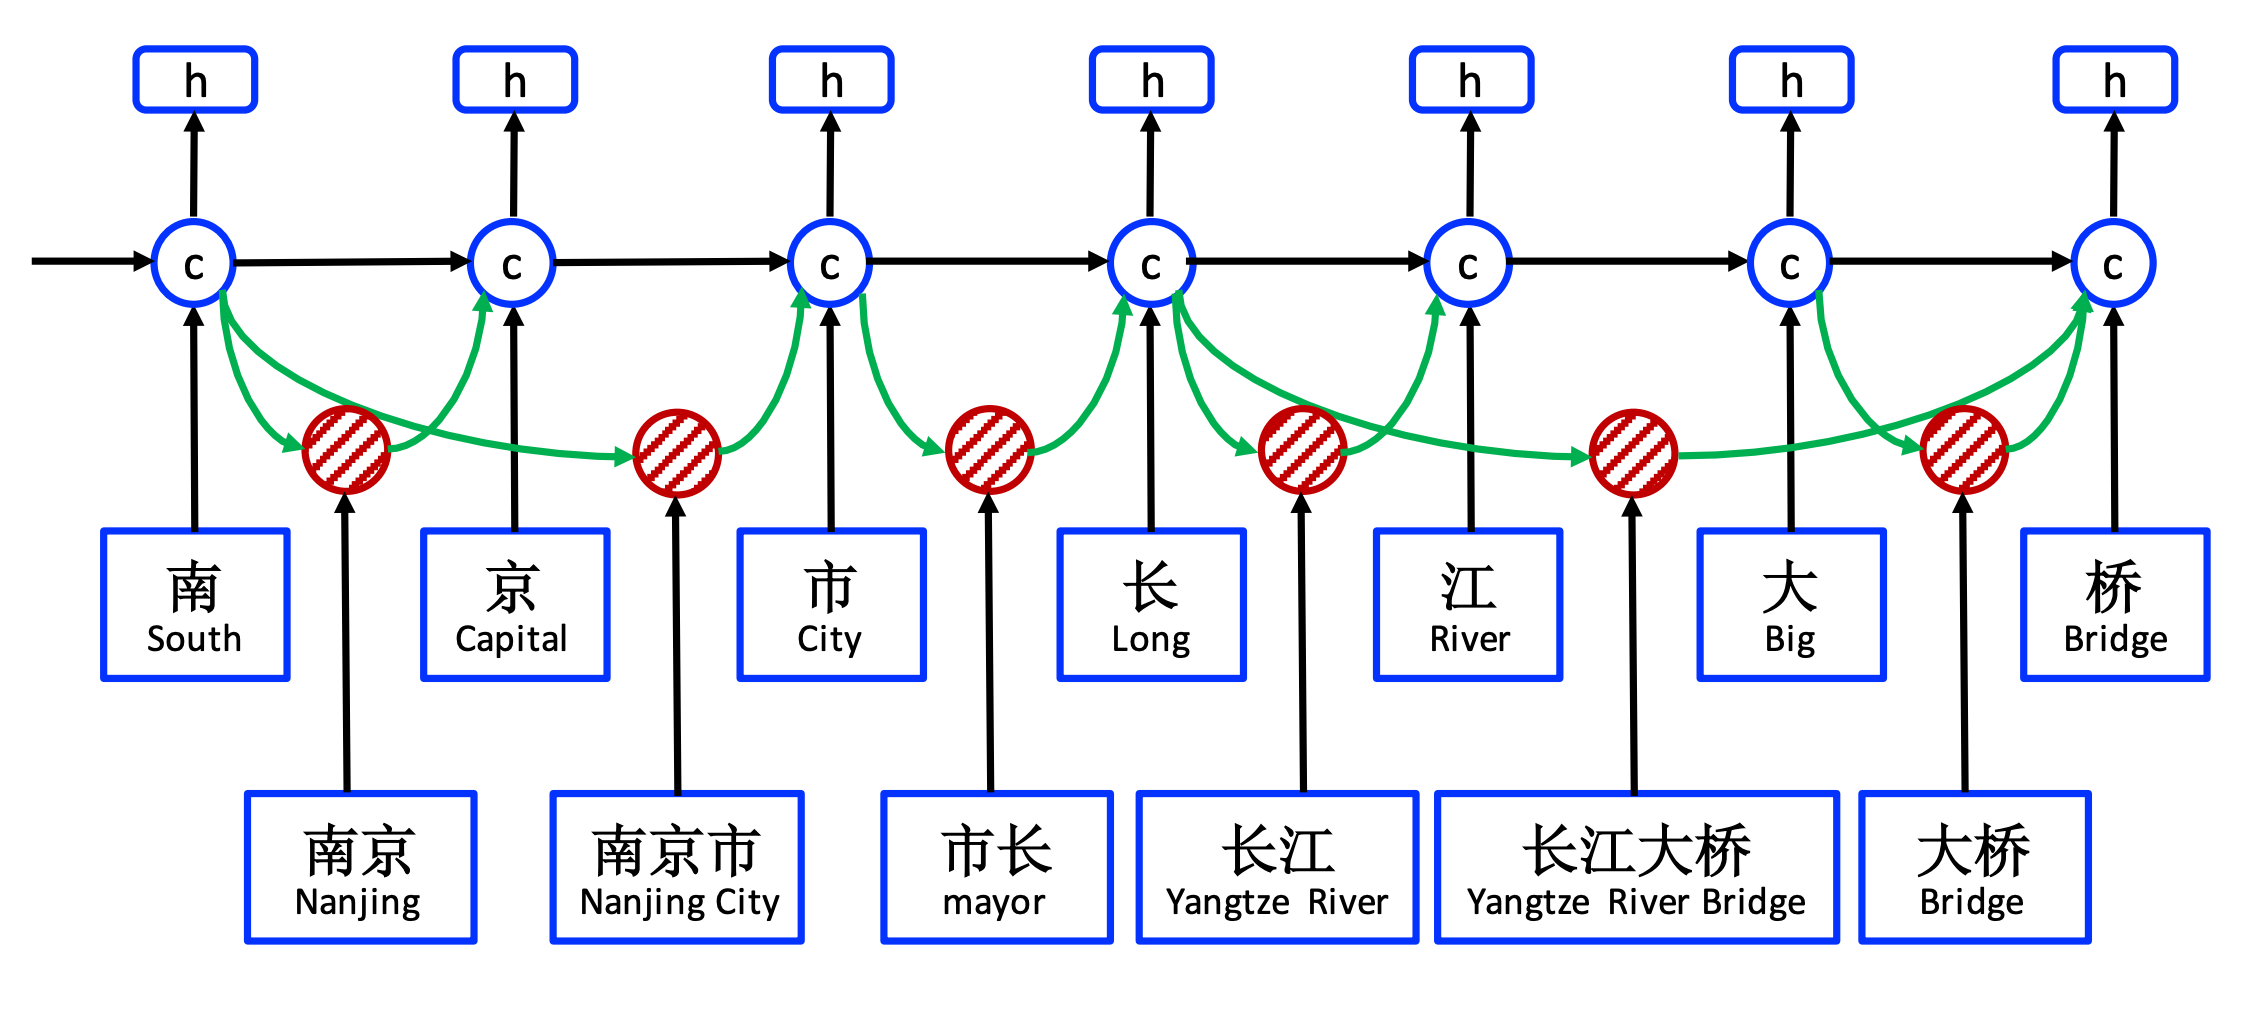 h h h h h h h
c c c c c c c
南 京 市 长 江 大 桥
South Capital City Long River Big Bridge
南京 南京市 市长 长江 长江大桥 大桥
Nanjing Nanjing City mayor Yangtze River Yangtze River Bridge Bridge